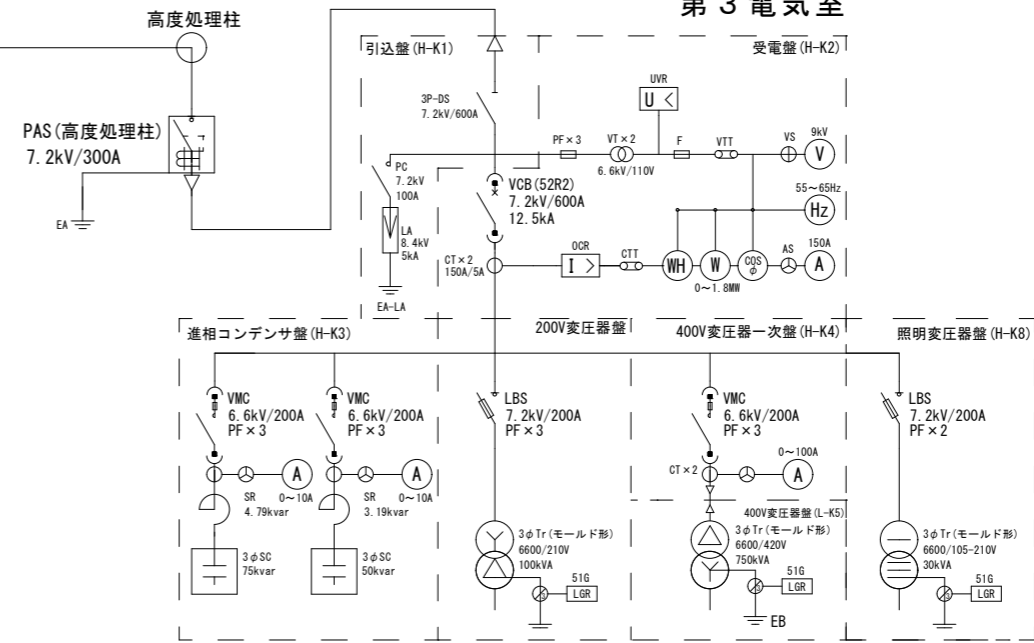 第3電気室
高度処理柱
PAS(高度処理柱)
7.2kV/300A
EA
引込盤(H-K1)
受電盤(H-K2)
3P-DS
7.2kV/600A
UVR
U <
PF×3
VT×2
6.6kV/110V
F
VTT
VS
9kV
V
55~65Hz
Hz
PC
7.2kV
100A
LA
8.4kV
5kA
EA-LA
VCB(52R2)
7.2kV/600A
12.5kA
CT×2
150A/5A
OCR
I >
CTT
WH
W
0~1.8MW
COS
φ
AS
150A
A
進相コンデンサ盤(H-K3)
200V変圧器盤
400V変圧器一次盤(H-K4)
照明変圧器盤(H-K8)
VMC
6.6kV/200A
PF×3
A
0~10A
SR
4.79kvar
3φSC
75kvar
VMC
6.6kV/200A
PF×3
A
0~10A
SR
3.19kvar
3φSC
50kvar
LBS
7.2kV/200A
PF×3
3φTr(モールド形)
6600/210V
100kVA
51G
LGR
VMC
6.6kV/200A
PF×3
0~100A
CT×2
A
400V変圧器盤(L-K5)
3φTr(モールド形)
6600/420V
750kVA
51G
LGR
EB
LBS
7.2kV/200A
PF×2
3φTr(モールド形)
6600/105-210V
30kVA
51G
LGR